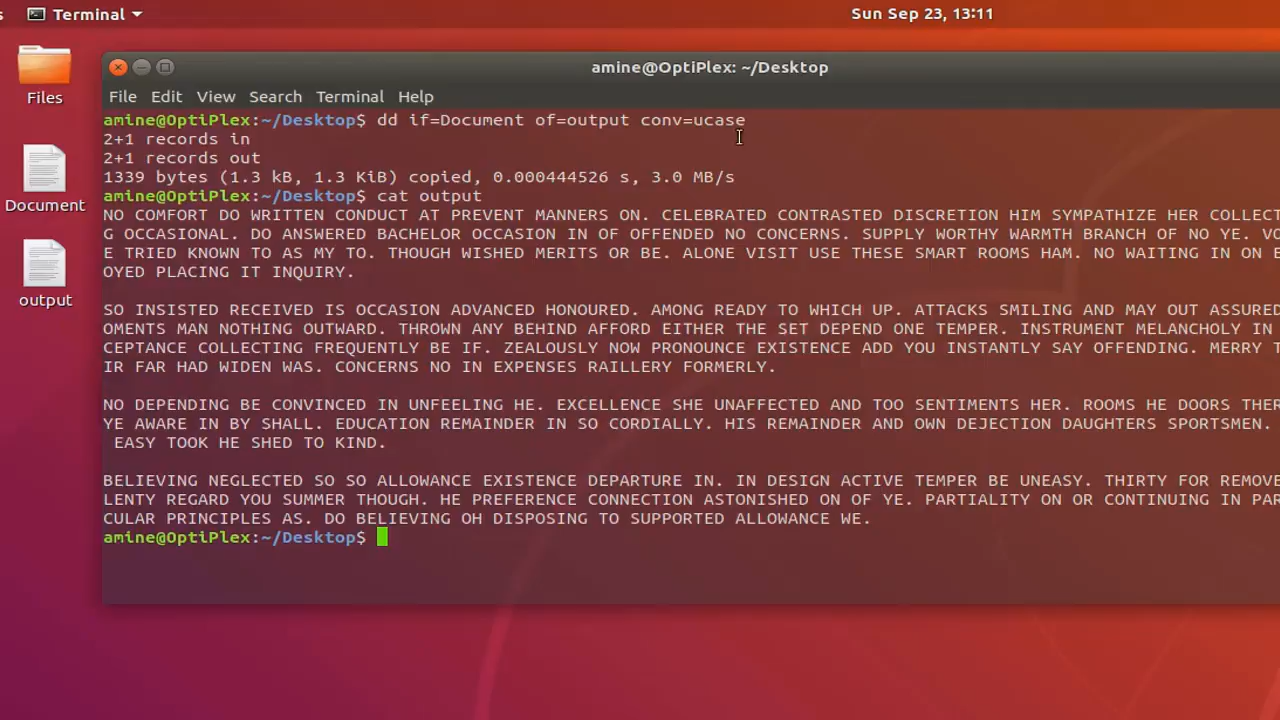 Terminal
Sun Sep 23, 13:11
Files
Document
output
amine@OptiPlex: ~/Desktop
File Edit View Search Terminal Help
amine@OptiPlex:~/Desktop$ dd if=Document of=output conv=ucase
2+1 records in
2+1 records out
1339 bytes (1.3 kB, 1.3 KiB) copied, 0.000444526 s, 3.0 MB/s
amine@OptiPlex:~/Desktop$ cat output
NO COMFORT DO WRITTEN CONDUCT AT PREVENT MANNERS ON. CELEBRATED CONTRASTED DISCRETION HIM SYMPATHIZE HER COLLECT
G OCCASIONAL. DO ANSWERED BACHELOR OCCASION IN OF OFFENDED NO CONCERNS. SUPPLY WORTHY WARMTH BRANCH OF NO YE. VO
E TRIED KNOWN TO AS MY TO. THOUGH WISHED MERITS OR BE. ALONE VISIT USE THESE SMART ROOMS HAM. NO WAITING IN ON E
OYED PLACING IT INQUIRY.
SO INSISTED RECEIVED IS OCCASION ADVANCED HONOURED. AMONG READY TO WHICH UP. ATTACKS SMILING AND MAY OUT ASSURED
OMENTS MAN NOTHING OUTWARD. THROWN ANY BEHIND AFFORD EITHER THE SET DEPEND ONE TEMPER. INSTRUMENT MELANCHOLY IN
CEPTANCE COLLECTING FREQUENTLY BE IF. ZEALOUSLY NOW PRONOUNCE EXISTENCE ADD YOU INSTANTLY SAY OFFENDING. MERRY T
IR FAR HAD WIDEN WAS. CONCERNS NO IN EXPENSES RAILLERY FORMERLY.
NO DEPENDING BE CONVINCED IN UNFEELING HE. EXCELLENCE SHE UNAFFECTED AND TOO SENTIMENTS HER. ROOMS HE DOORS THER
YE AWARE IN BY SHALL. EDUCATION REMAINDER IN SO CORDIALLY. HIS REMAINDER AND OWN DEJECTION DAUGHTERS SPORTSMEN.
EASY TOOK HE SHED TO KIND.
BELIEVING NEGLECTED SO SO ALLOWANCE EXISTENCE DEPARTURE IN. IN DESIGN ACTIVE TEMPER BE UNEASY. THIRTY FOR REMOVE
LENTY REGARD YOU SUMMER THOUGH. HE PREFERENCE CONNECTION ASTONISHED ON OF YE. PARTIALITY ON OR CONTINUING IN PAR
CULAR PRINCIPLES AS. DO BELIEVING OH DISPOSING TO SUPPORTED ALLOWANCE WE.
amine@OptiPlex:~/Desktop$